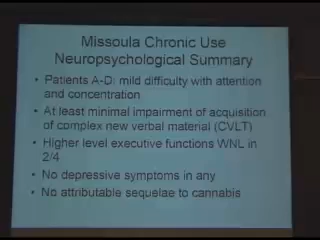 Missoula Chronic Use
Neuropsychological Summary
• Patients A-D: mild difficulty with attention
and concentration
• At least minimal impairment of acquisition
of complex new verbal material (CVLT)
• Higher level executive functions WNL in
2/4
• No depressive symptoms in any
• No attributable sequelae to cannabis